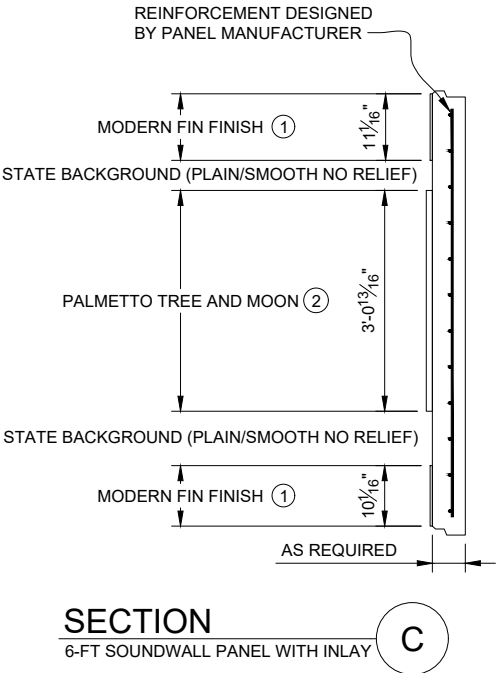 REINFORCEMENT DESIGNED
BY PANEL MANUFACTURER
MODERN FIN FINISH 1
11 1/16"
STATE BACKGROUND (PLAIN/SMOOTH NO RELIEF)
PALMETTO TREE AND MOON 2
3'-0 13/16"
STATE BACKGROUND (PLAIN/SMOOTH NO RELIEF)
MODERN FIN FINISH 1
10 1/16"
AS REQUIRED
SECTION
6-FT SOUNDWALL PANEL WITH INLAY
C